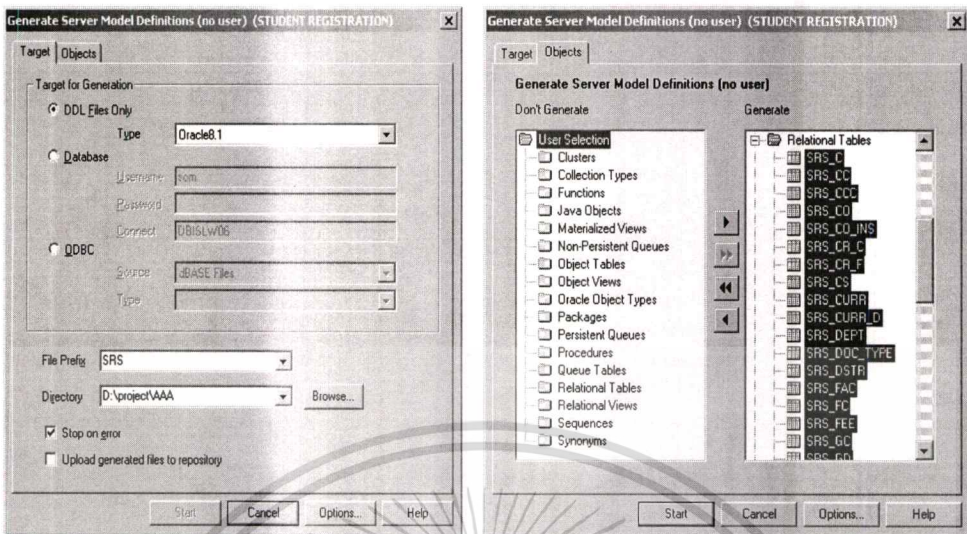 Generate Server Model Definitions (no user) (STUDENT REGISTRATION)
Target
Objects
Target for Generation
DDL Files Only
Type
Oracle8.1
Database
Username
som
Password
Connect
DBISLW06
ODBC
Source
dBASE Files
Type
File Prefix
SRS
Directory
D:\project\AAA
Browse...
Stop on error
Upload generated files to repository
Start
Cancel
Options...
Help
Generate Server Model Definitions (no user) (STUDENT REGISTRATION)
Target
Objects
Generate Server Model Definitions (no user)
Don't Generate
User Selection
Clusters
Collection Types
Functions
Java Objects
Materialized Views
Non-Persistent Queues
Object Tables
Object Views
Oracle Object Types
Packages
Persistent Queues
Procedures
Queue Tables
Relational Tables
Relational Views
Sequences
Synonyms
Generate
Relational Tables
SRS_C
SRS_CC
SRS_CCC
SRS_CO
SRS_CO_INS
SRS_CR_C
SRS_CR_F
SRS_CS
SRS_CURR
SRS_CURR_D
SRS_DEPT
SRS_DOC_TYPE
SRS_DSTR
SRS_FAC
SRS_FC
SRS_FEE
SRS_GC
SRS_GD
Start
Cancel
Options...
Help